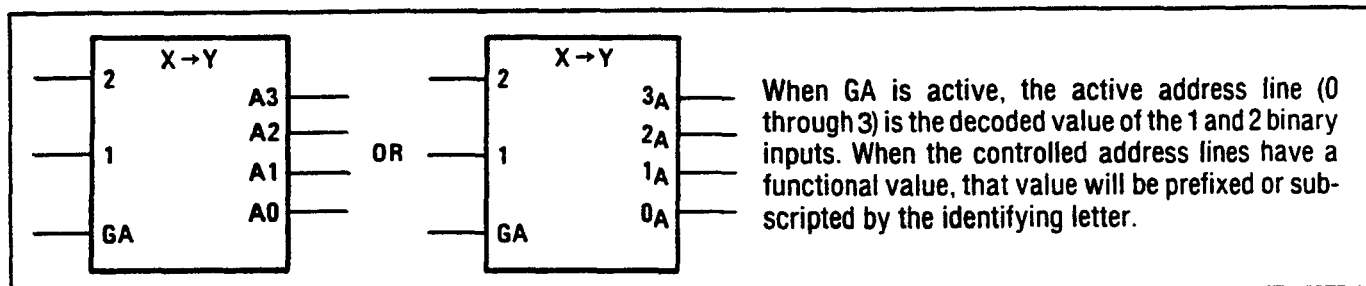 X→Y
2
1
GA
A3
A2
A1
A0
OR
X→Y
2
1
GA
3A
2A
1A
0A
When GA is active, the active address line (0
through 3) is the decoded value of the 1 and 2 binary
inputs. When the controlled address lines have a
functional value, that value will be prefixed or sub-
scripted by the identifying letter.